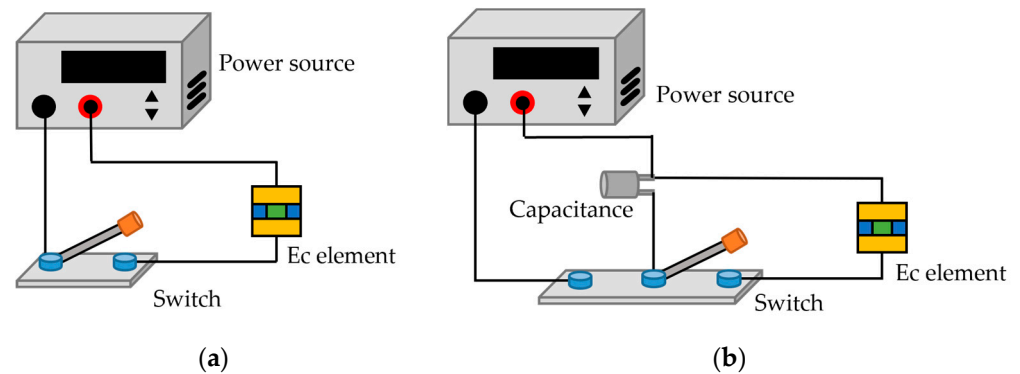 Power source
Ec element
Switch
(a)
Power source
Capacitance
Ec element
Switch
(b)